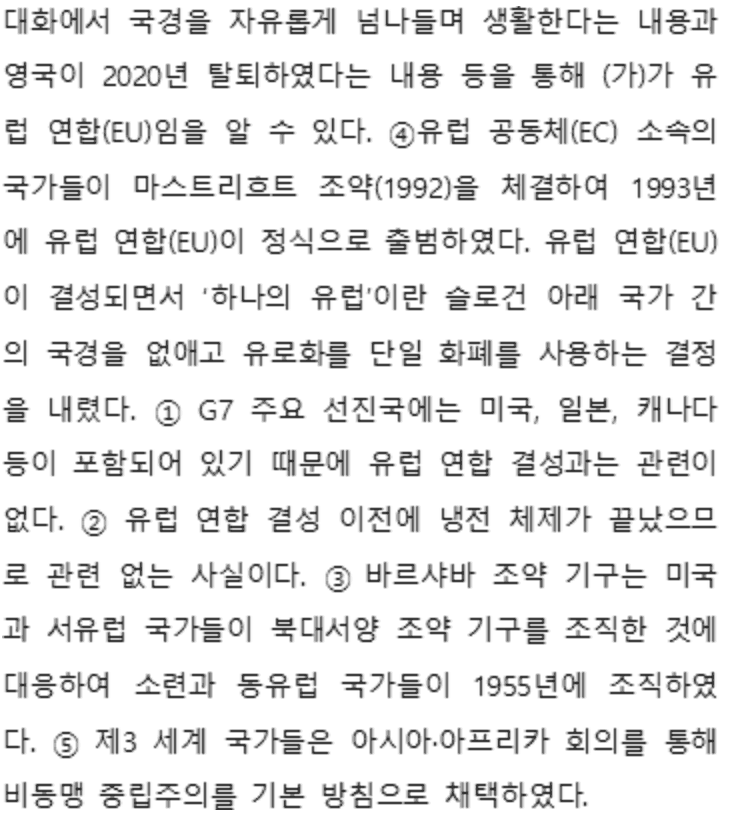 대화에서 국경을 자유롭게 넘나들며 생활한다는 내용과
영국이 2020년 탈퇴하였다는 내용 등을 통해 (가)가 유
럽 연합(EU)임을 알 수 있다. ④유럽 공동체(EC) 소속의
국가들이 마스트리흐트 조약(1992)을 체결하여 1993년
에 유럽 연합(EU)이 정식으로 출범하였다. 유럽 연합(EU)
이 결성되면서 '하나의 유럽'이란 슬로건 아래 국가 간
의 국경을 없애고 유로화를 단일 화폐를 사용하는 결정
을 내렸다. ① G7 주요 선진국에는 미국, 일본, 캐나다
등이 포함되어 있기 때문에 유럽 연합 결성과는 관련이
없다. ② 유럽 연합 결성 이전에 냉전 체제가 끝났으므
로 관련 없는 사실이다. ③ 바르샤바 조약 기구는 미국
과 서유럽 국가들이 북대서양 조약 기구를 조직한 것에
대응하여 소련과 동유럽 국가들이 1955년에 조직하였
다. ⑤ 제3 세계 국가들은 아시아·아프리카 회의를 통해
비동맹 중립주의를 기본 방침으로 채택하였다.